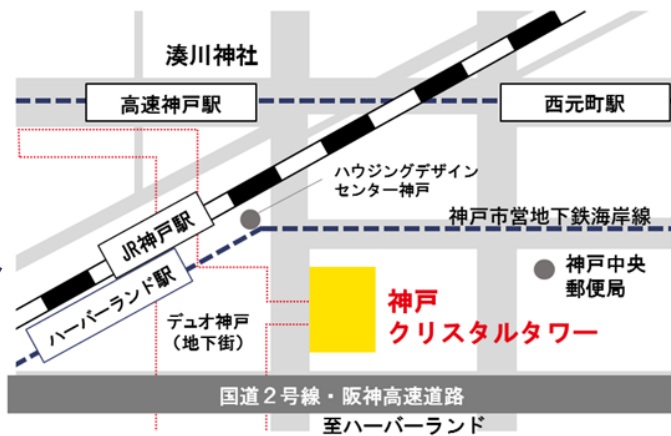 湊川神社
高速神戸駅
西元町駅
ハウジングデザイン
センター神戸
JR神戸駅
神戸市営地下鉄海岸線
ハーバーランド駅
神戸中央
郵便局
神戸
クリスタルタワー
デュオ神戸
(地下街)
国道2号線・阪神高速道路
至ハーバーランド